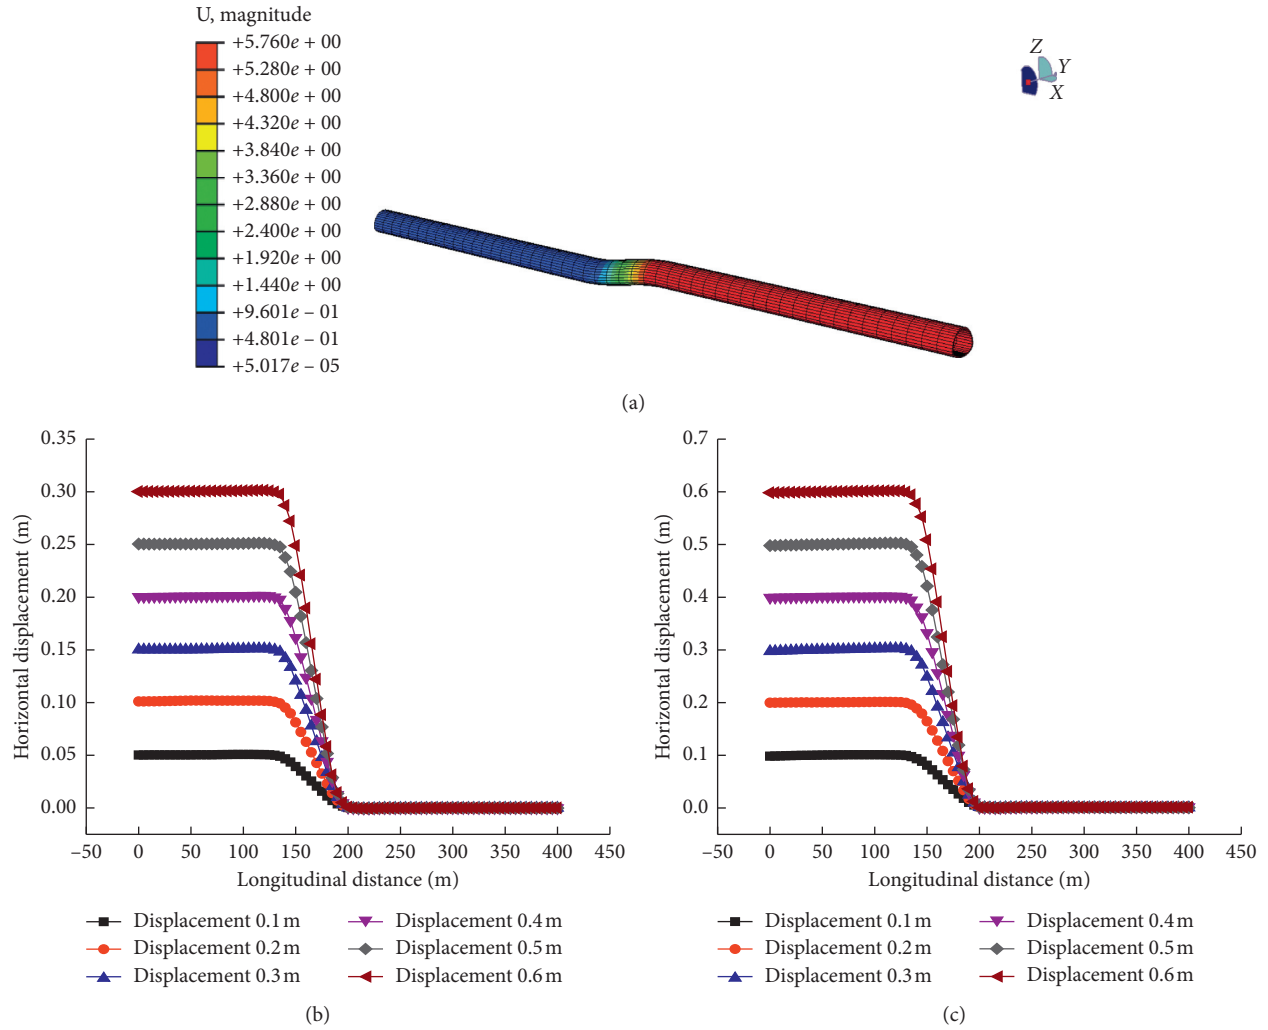 U, magnitude
+5.760e + 00
+5.280e + 00
+4.800e + 00
+4.320e + 00
+3.840e + 00
+3.360e + 00
+2.880e + 00
+2.400e + 00
+1.920e + 00
+1.440e + 00
+9.601e – 01
+4.801e – 01
+5.017e – 05
Z
Y
X
(a)
0.35
0.30
0.25
0.20
0.15
0.10
0.05
0.00
Horizontal displacement (m)
–50 0 50 100 150 200 250 300 350 400 450
Longitudinal distance (m)
Displacement 0.1 m
Displacement 0.2 m
Displacement 0.3 m
Displacement 0.4 m
Displacement 0.5 m
Displacement 0.6 m
(b)
0.7
0.6
0.5
0.4
0.3
0.2
0.1
0.0
Horizontal displacement (m)
–50 0 50 100 150 200 250 300 350 400 450
Longitudinal distance (m)
Displacement 0.1 m
Displacement 0.2 m
Displacement 0.3 m
Displacement 0.4 m
Displacement 0.5 m
Displacement 0.6 m
(c)